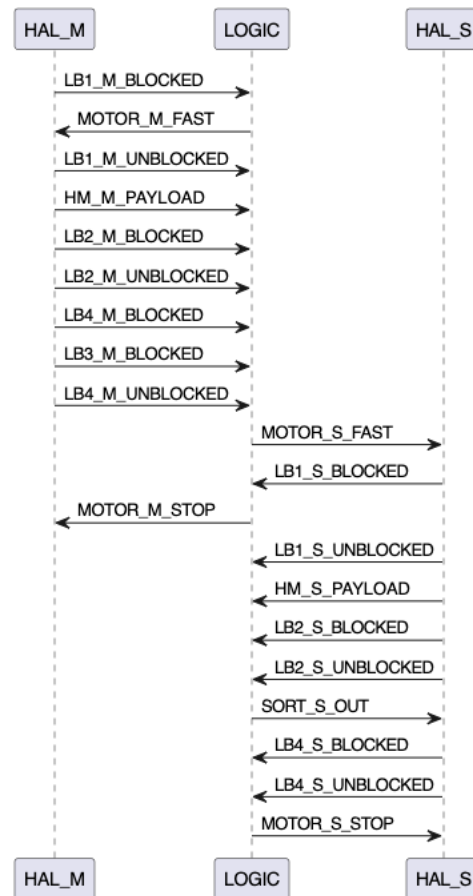 HAL_M LOGIC HAL_S
LB1_M_BLOCKED
MOTOR_M_FAST
LB1_M_UNBLOCKED
HM_M_PAYLOAD
LB2_M_BLOCKED
LB2_M_UNBLOCKED
LB4_M_BLOCKED
LB3_M_BLOCKED
LB4_M_UNBLOCKED
MOTOR_S_FAST
LB1_S_BLOCKED
MOTOR_M_STOP
LB1_S_UNBLOCKED
HM_S_PAYLOAD
LB2_S_BLOCKED
LB2_S_UNBLOCKED
SORT_S_OUT
LB4_S_BLOCKED
LB4_S_UNBLOCKED
MOTOR_S_STOP
HAL_M LOGIC HAL_S